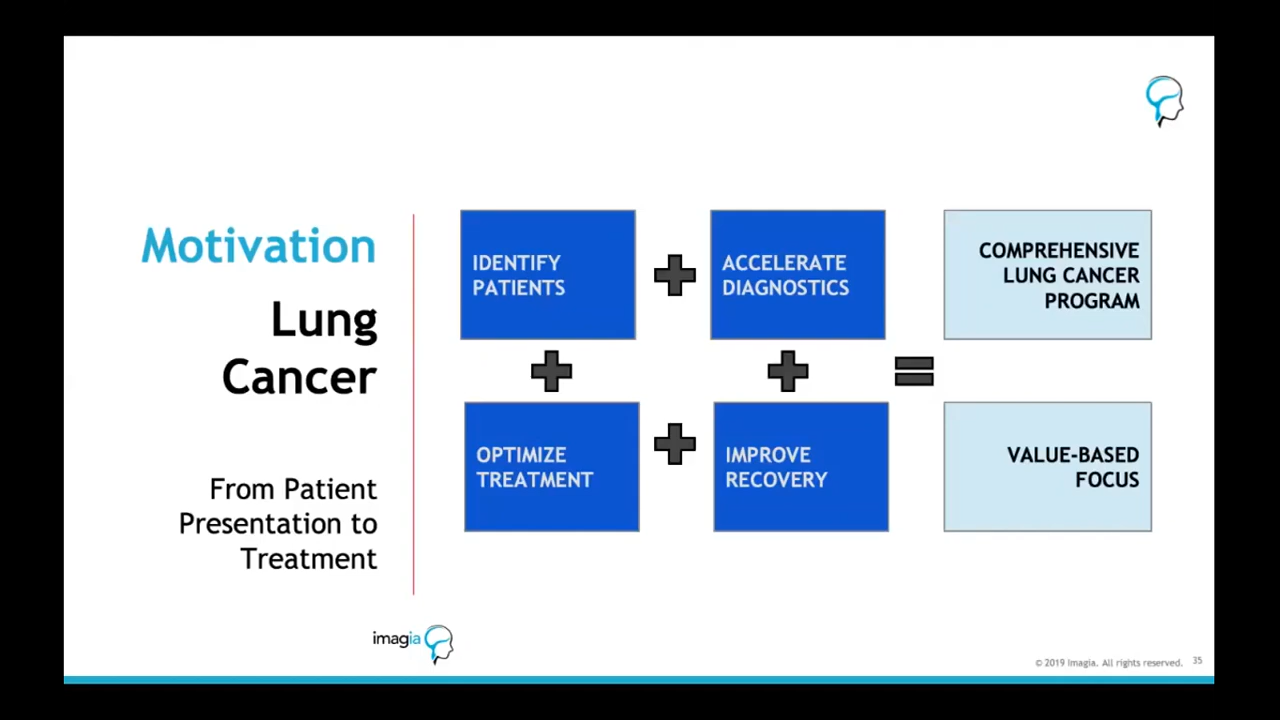 Motivation
Lung
Cancer
From Patient
Presentation to
Treatment
IDENTIFY
PATIENTS
ACCELERATE
DIAGNOSTICS
COMPREHENSIVE
LUNG CANCER
PROGRAM
OPTIMIZE
TREATMENT
IMPROVE
RECOVERY
VALUE-BASED
FOCUS
imagia
© 2019 Imagia. All rights reserved. 35